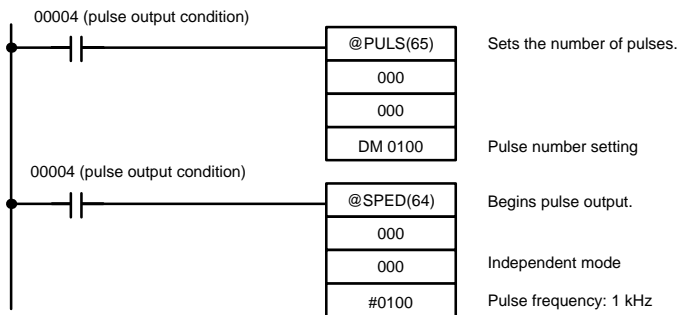 00004 (pulse output condition)
@PULS(65) Sets the number of pulses.
000
000
DM 0100 Pulse number setting
00004 (pulse output condition)
@SPED(64) Begins pulse output.
000
000 Independent mode
#0100 Pulse frequency: 1 kHz